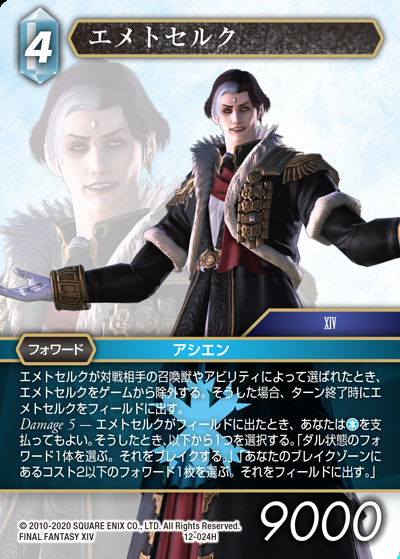 4
エメトセルク
XIV
フォワード
アシエン
エメトセルクが対戦相手の召喚獣やアビリティによって選ばれたとき、
エメトセルクをゲームから除外する。そうした場合、ターン終了時にエ
メトセルクをフィールドに出す。
Damage 5 — エメトセルクがフィールドに出たとき、あなたは氷を支
払ってもよい。そうしたとき、以下から1つを選択する。「ダル状態のフォ
ワード1体を選ぶ。それをブレイクする。」「あなたのブレイクゾーンに
あるコスト2以下のフォワード1枚を選ぶ。それをフィールドに出す。」
© 2010-2020 SQUARE ENIX CO., LTD. All Rights Reserved.
FINAL FANTASY XIV
12-024H
9000